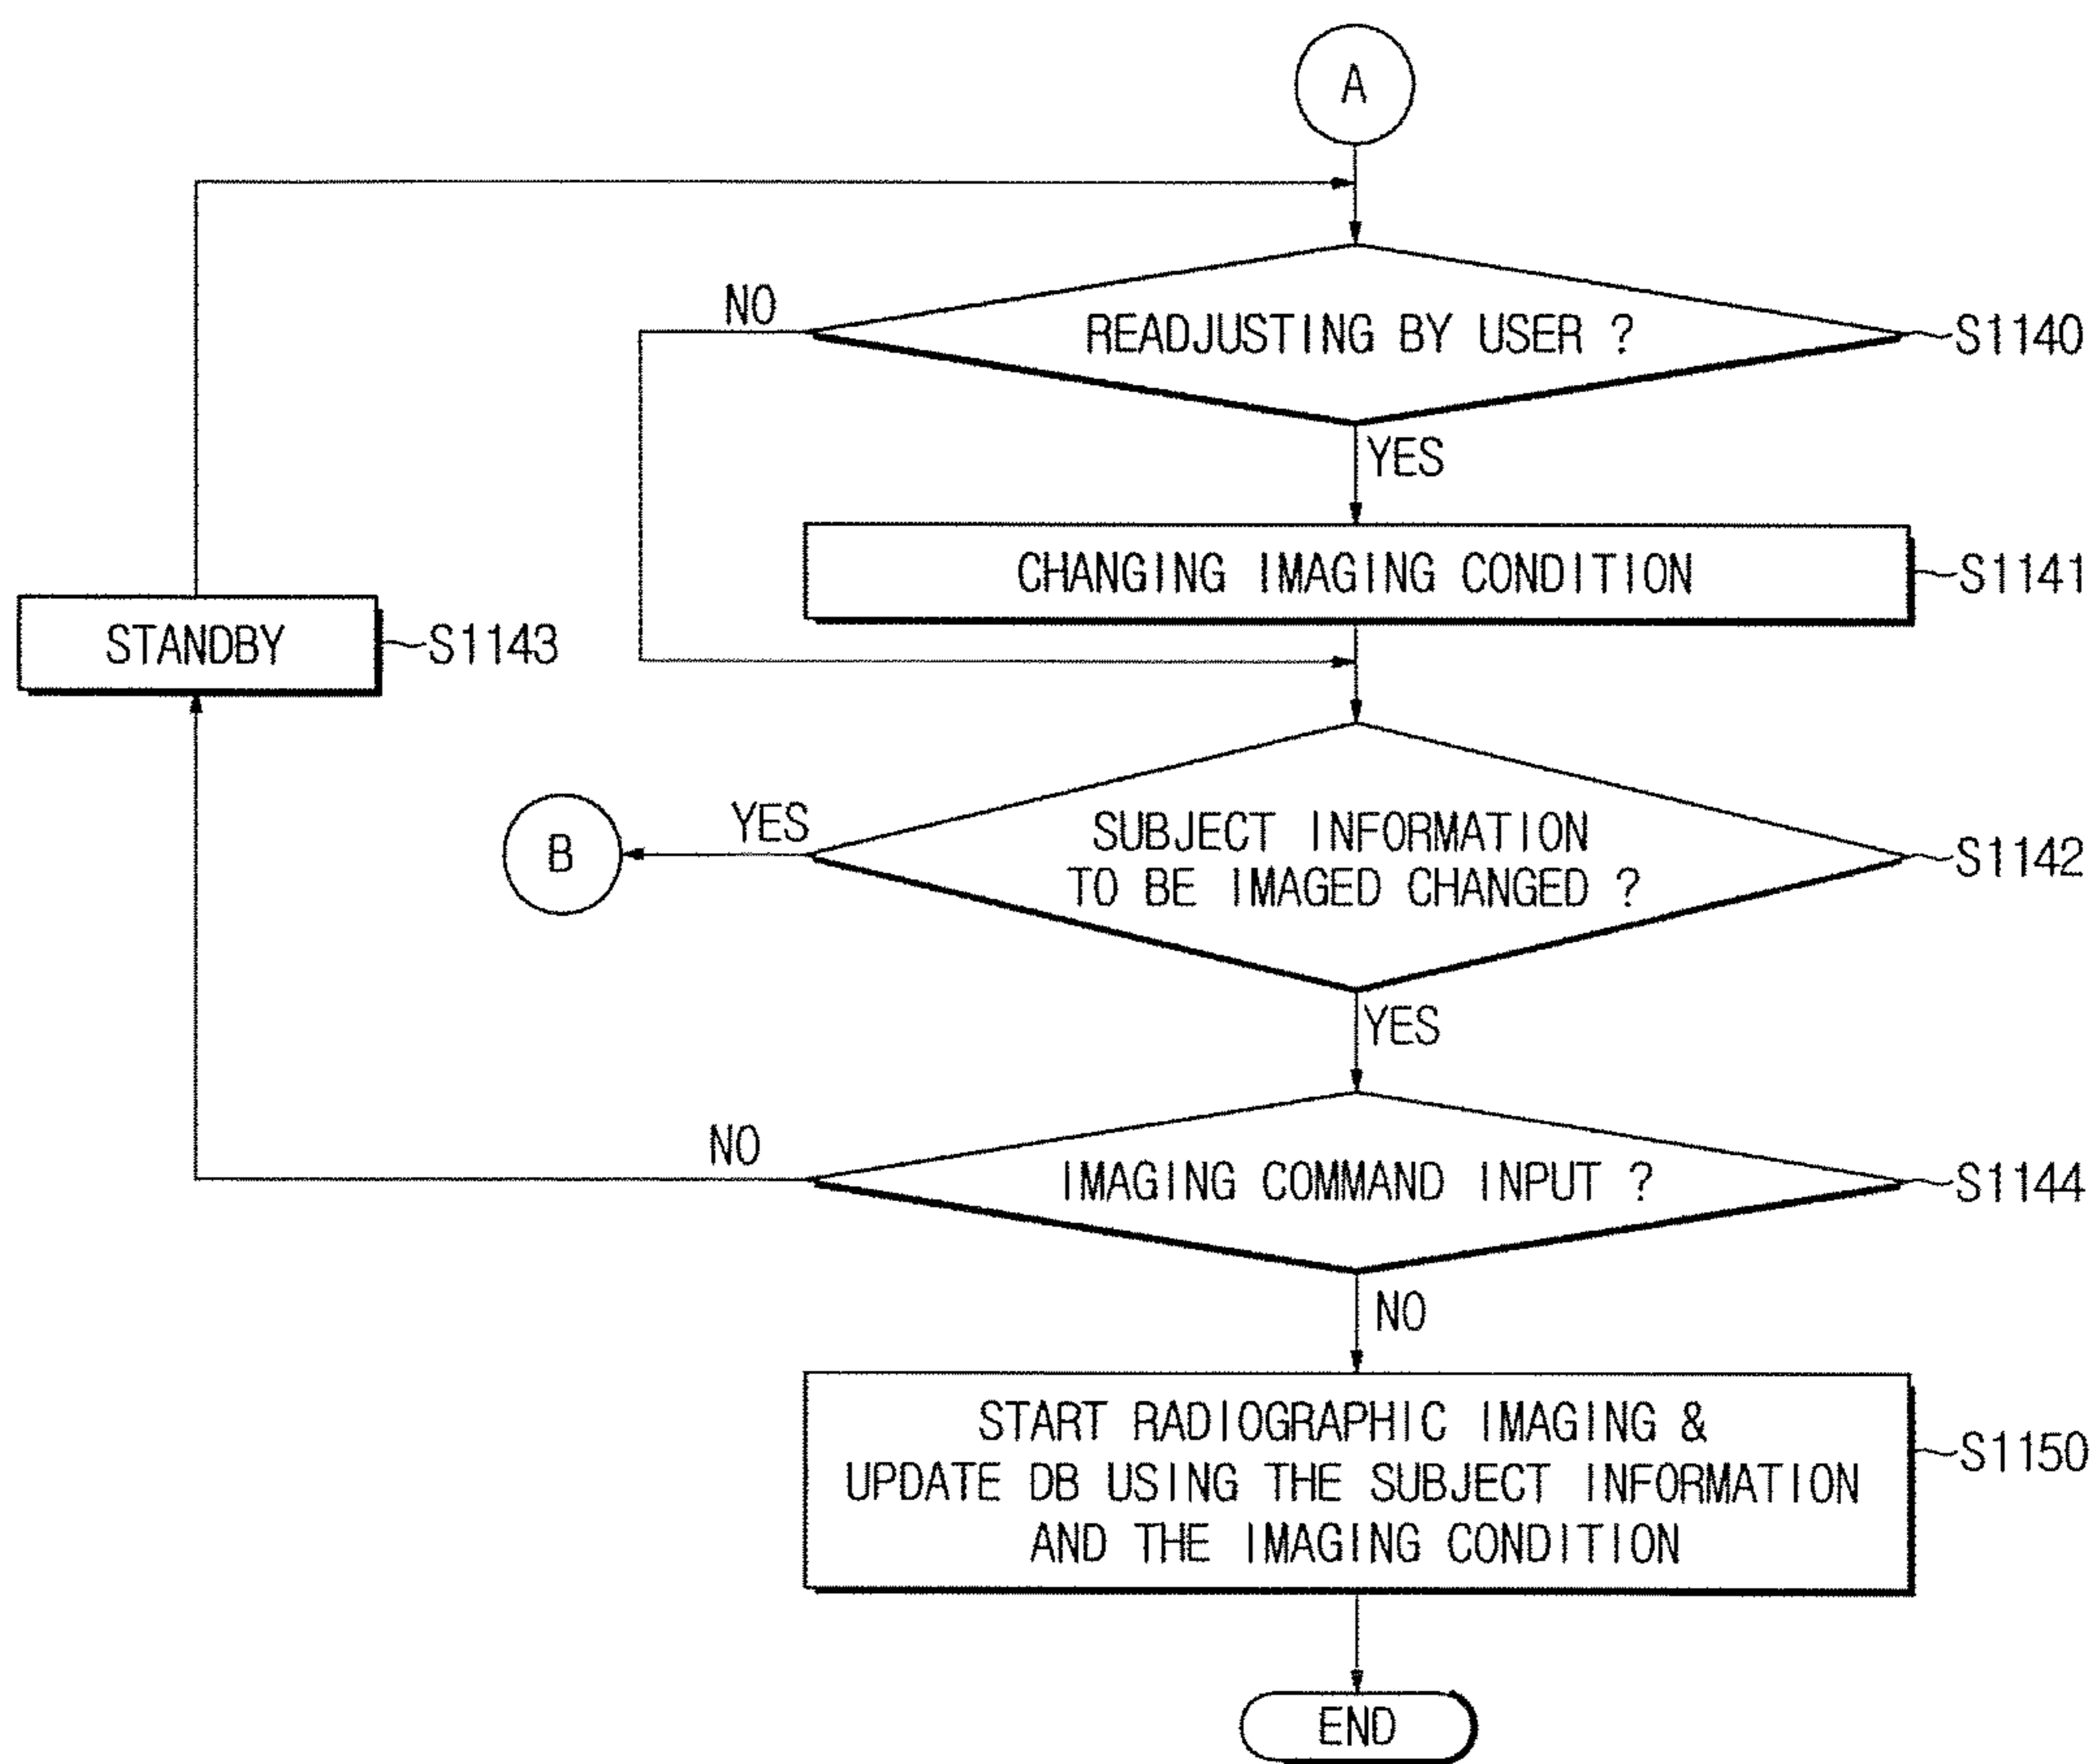 A
NO
READJUSTING BY USER ?
S1140
YES
CHANGING IMAGING CONDITION
S1141
STANDBY
S1143
YES
SUBJECT INFORMATION
TO BE IMAGED CHANGED ?
S1142
B
YES
NO
IMAGING COMMAND INPUT ?
S1144
NO
START RADIOGRAPHIC IMAGING &
UPDATE DB USING THE SUBJECT INFORMATION
AND THE IMAGING CONDITION
S1150
END